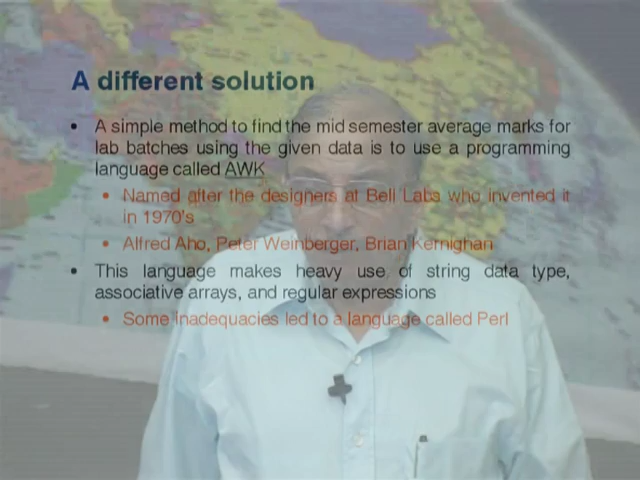 A different solution
• A simple method to find the mid semester average marks for
lab batches using the given data is to use a programming
language called AWK
• Named after the designers at Bell Labs who invented it
in 1970's
• Alfred Aho, Peter Weinberger, Brian Kernighan
• This language makes heavy use of string data type,
associative arrays, and regular expressions
• Some inadequacies led to a language called Perl